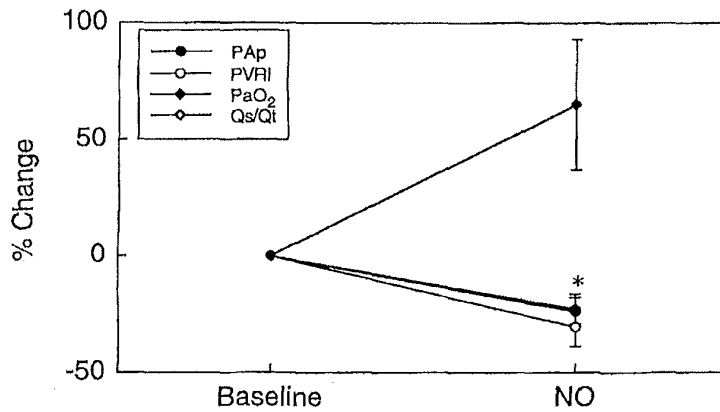 100
50
0
-50
% Change
PAp
PVRI
PaO2
Qs/Qt
*
Baseline NO